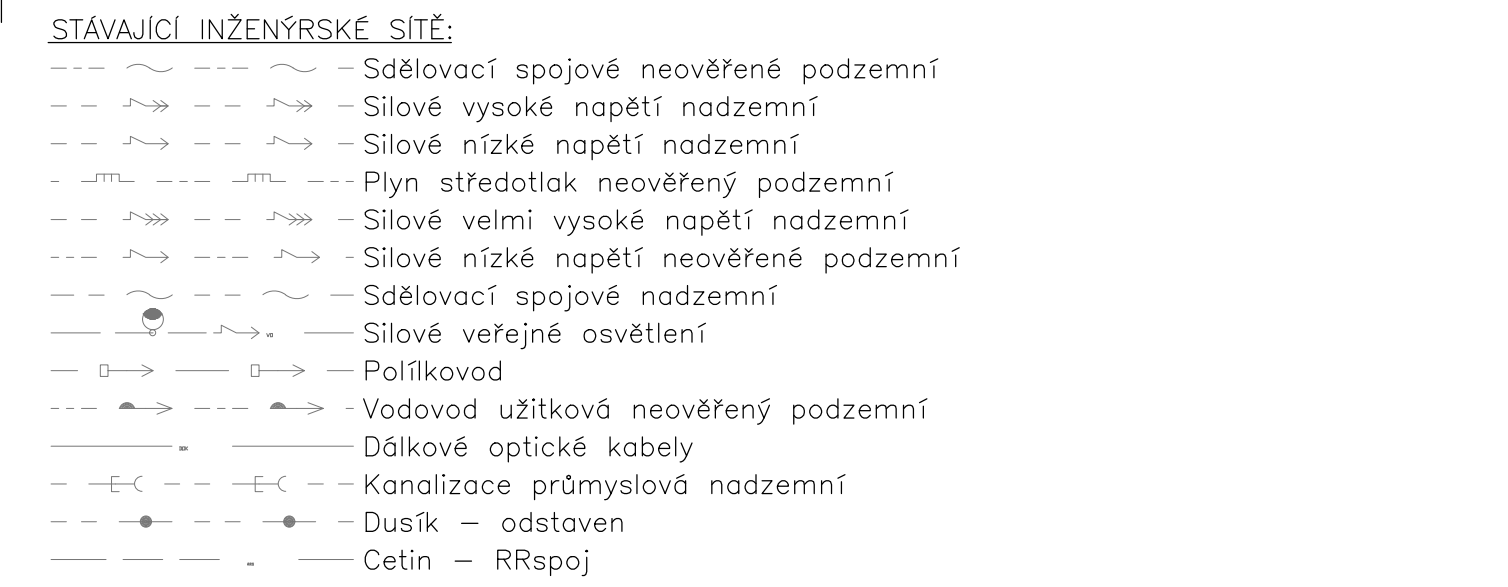 STÁVAJÍCÍ INŽENÝRSKÉ SÍTĚ:
Sdělovací spojové neověřené podzemní
Silové vysoké napětí nadzemní
Silové nízké napětí nadzemní
Plyn středotlak neověřený podzemní
Silové velmi vysoké napětí nadzemní
Silové nízké napětí neověřené podzemní
Sdělovací spojové nadzemní
VO Silové veřejné osvětlení
Polílkovod
Vodovod užitková neověřený podzemní
Dálkové optické kabely
Kanalizace průmyslová nadzemní
Dusík – odstaven
Cetin – RRspoj